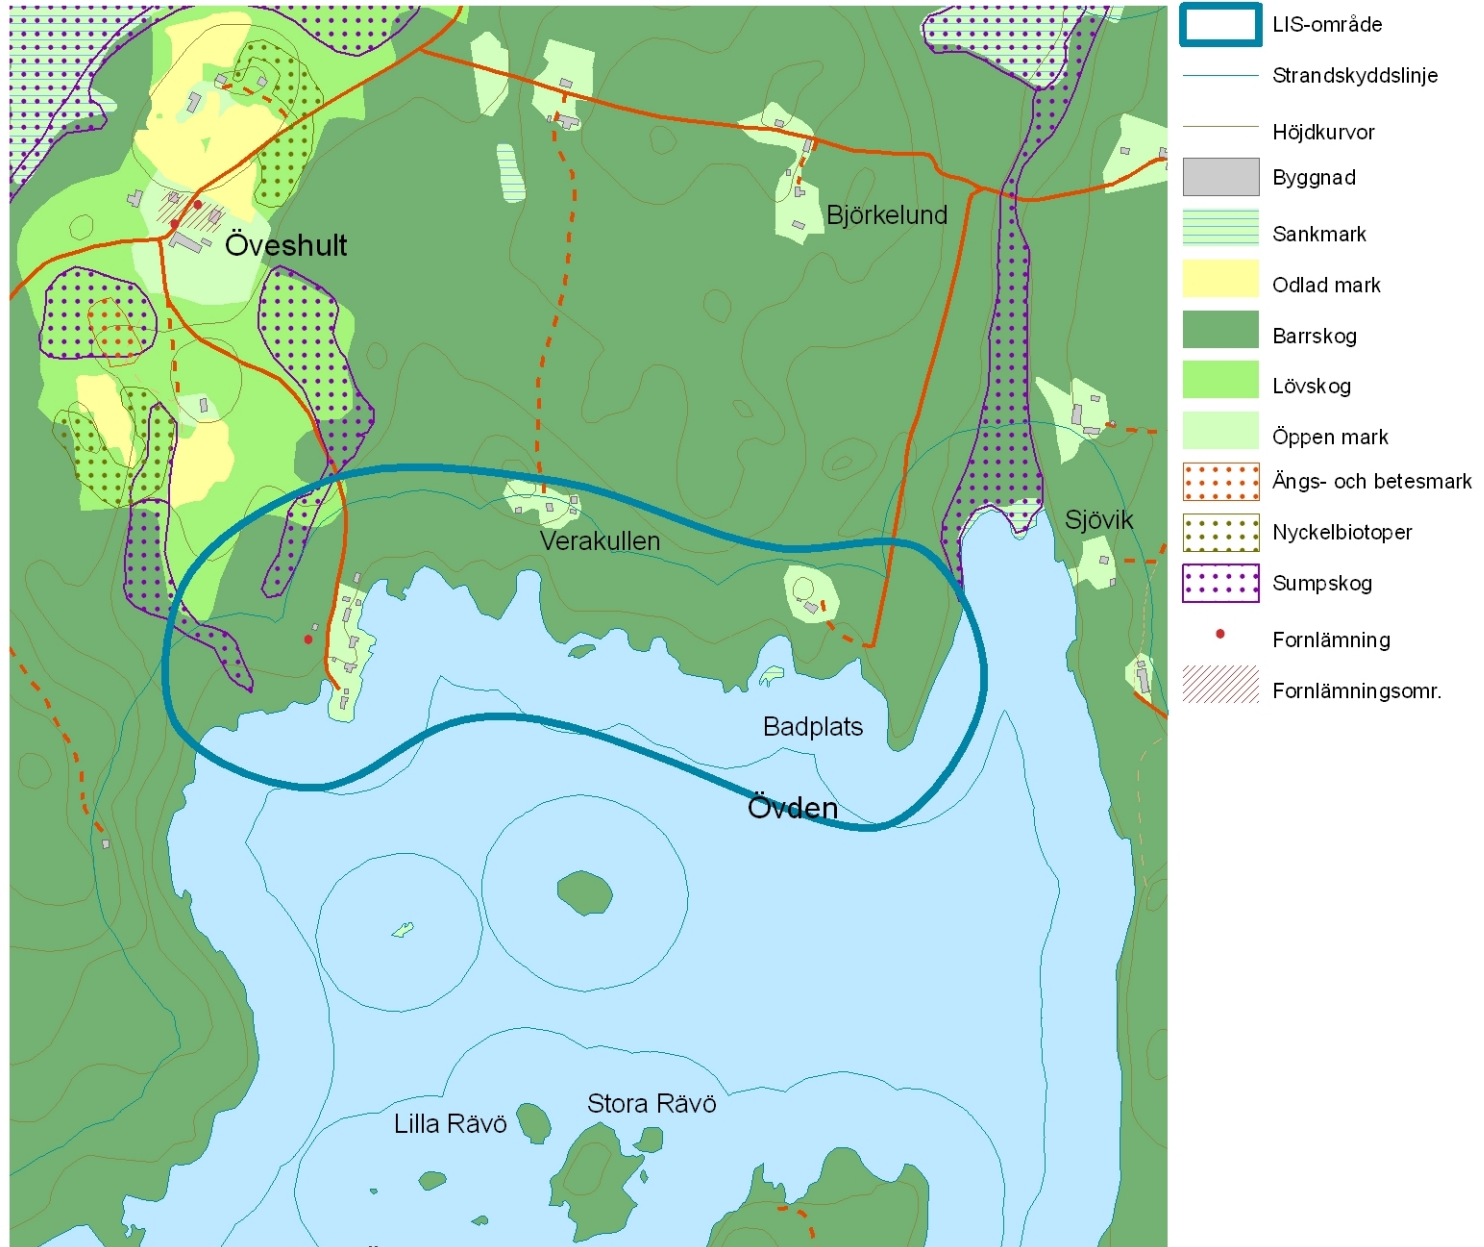 Öveshult
Björkelund
Verakullen
Sjövik
Badplats
Övden
Lilla Rävö
Stora Rävö
LIS-område
Strandskyddslinje
Höjdkurvor
Byggnad
Sankmark
Odlad mark
Barrskog
Lövskog
Öppen mark
Ängs- och betesmark
Nyckelbiotoper
Sumpskog
Fornlämning
Fornlämningsomr.